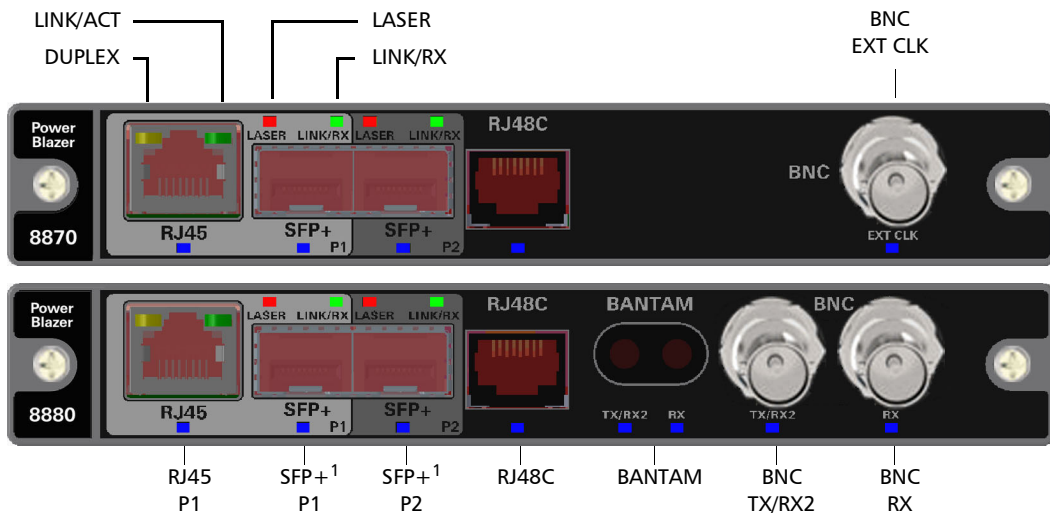 LINK/ACT LASER BNC
DUPLEX LINK/RX EXT CLK
Power LASER LINK/RX LASER LINK/RX RJ48C
Blazer
BNC
8870 RJ45 SFP+ P1 SFP+ P2 EXT CLK
Power LASER LINK/RX LASER LINK/RX RJ48C BANTAM BNC
Blazer
8880 RJ45 SFP+ P1 SFP+ P2 TX/RX2 RX TX/RX2 RX
RJ45 SFP+1 SFP+1 RJ48C BANTAM BNC BNC
P1 P1 P2 TX/RX2 RX